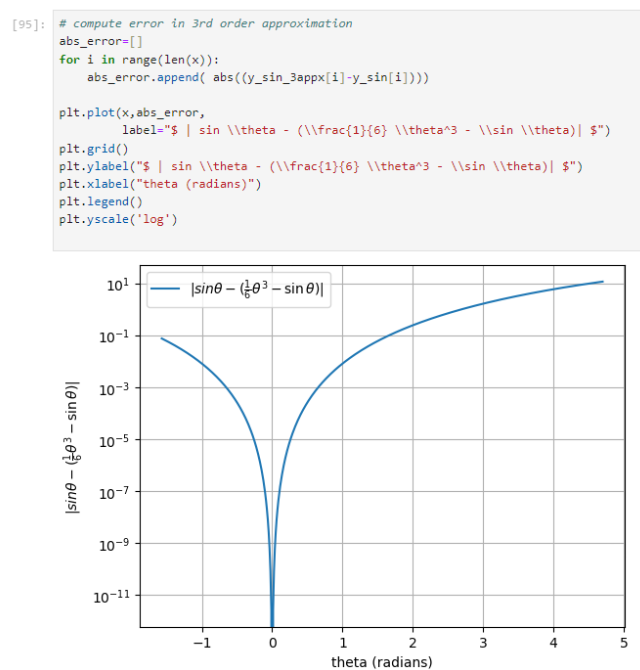 [95]: # compute error in 3rd order approximation
abs_error=[]
for i in range(len(x)):
    abs_error.append( abs((y_sin_3appx[i]-y_sin[i])))
plt.plot(x,abs_error,
         label="$ | sin \\theta - (\\frac{1}{6} \\theta^3 - \\sin \\theta)| $")
plt.grid()
plt.ylabel("$ | sin \\theta - (\\frac{1}{6} \\theta^3 - \\sin \\theta)| $")
plt.xlabel("theta (radians)")
plt.legend()
plt.yscale('log')
|sinθ − (1/6 θ³ − sin θ)|
10¹
10⁻¹
10⁻³
10⁻⁵
10⁻⁷
10⁻⁹
10⁻¹¹
|sinθ − (1/6 θ³ − sin θ)|
−1 0 1 2 3 4 5
theta (radians)